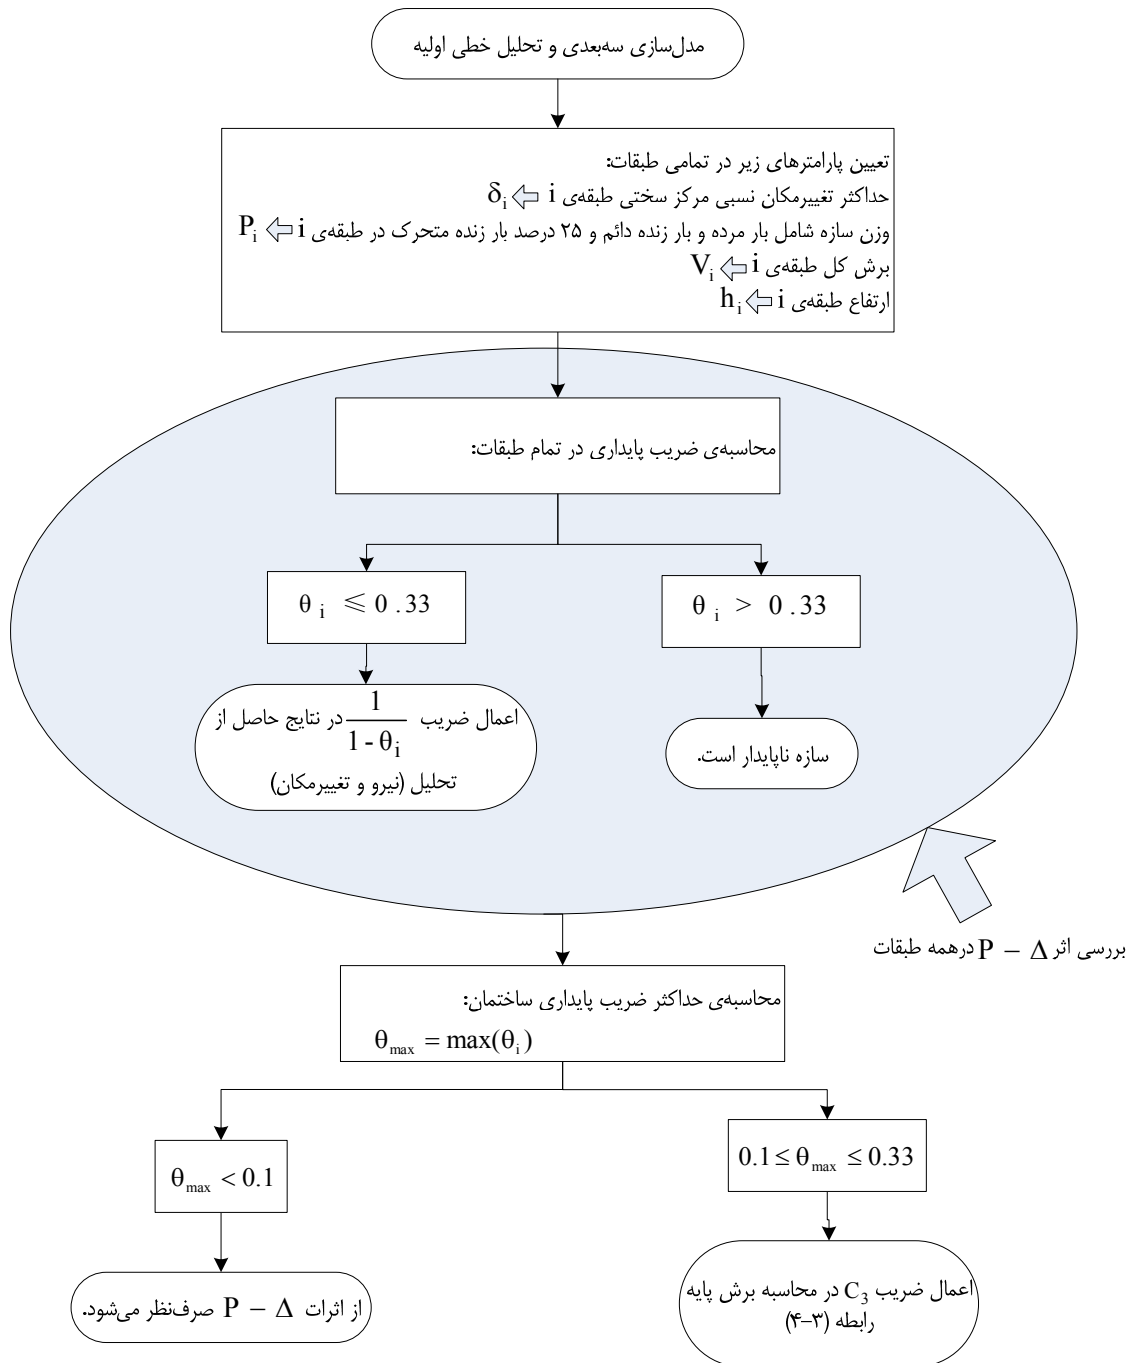 مدل‌سازی سه‌بعدی و تحلیل خطی اولیه
تعیین پارامترهای زیر در تمامی طبقات:
حداکثر تغییرمکان نسبی مرکز سختی طبقه‌ی i ⇦ δi
وزن سازه شامل بار مرده و بار زنده دائم و ۲۵ درصد بار زنده متحرک در طبقه‌ی i ⇦ Pi
برش کل طبقه‌ی i ⇦ Vi
ارتفاع طبقه‌ی i ⇦ hi
محاسبه‌ی ضریب پایداری در تمام طبقات:
θi ≤ 0.33
θi > 0.33
اعمال ضریب 1/(1-θi) در نتایج حاصل از
تحلیل (نیرو و تغییرمکان)
سازه ناپایدار است.
بررسی اثر P – Δ درهمه طبقات
محاسبه‌ی حداکثر ضریب پایداری ساختمان:
θmax = max(θi)
θmax < 0.1
0.1 ≤ θmax ≤ 0.33
از اثرات P – Δ صرف‌نظر می‌شود.
اعمال ضریب C3 در محاسبه برش پایه
رابطه (۳-۴)